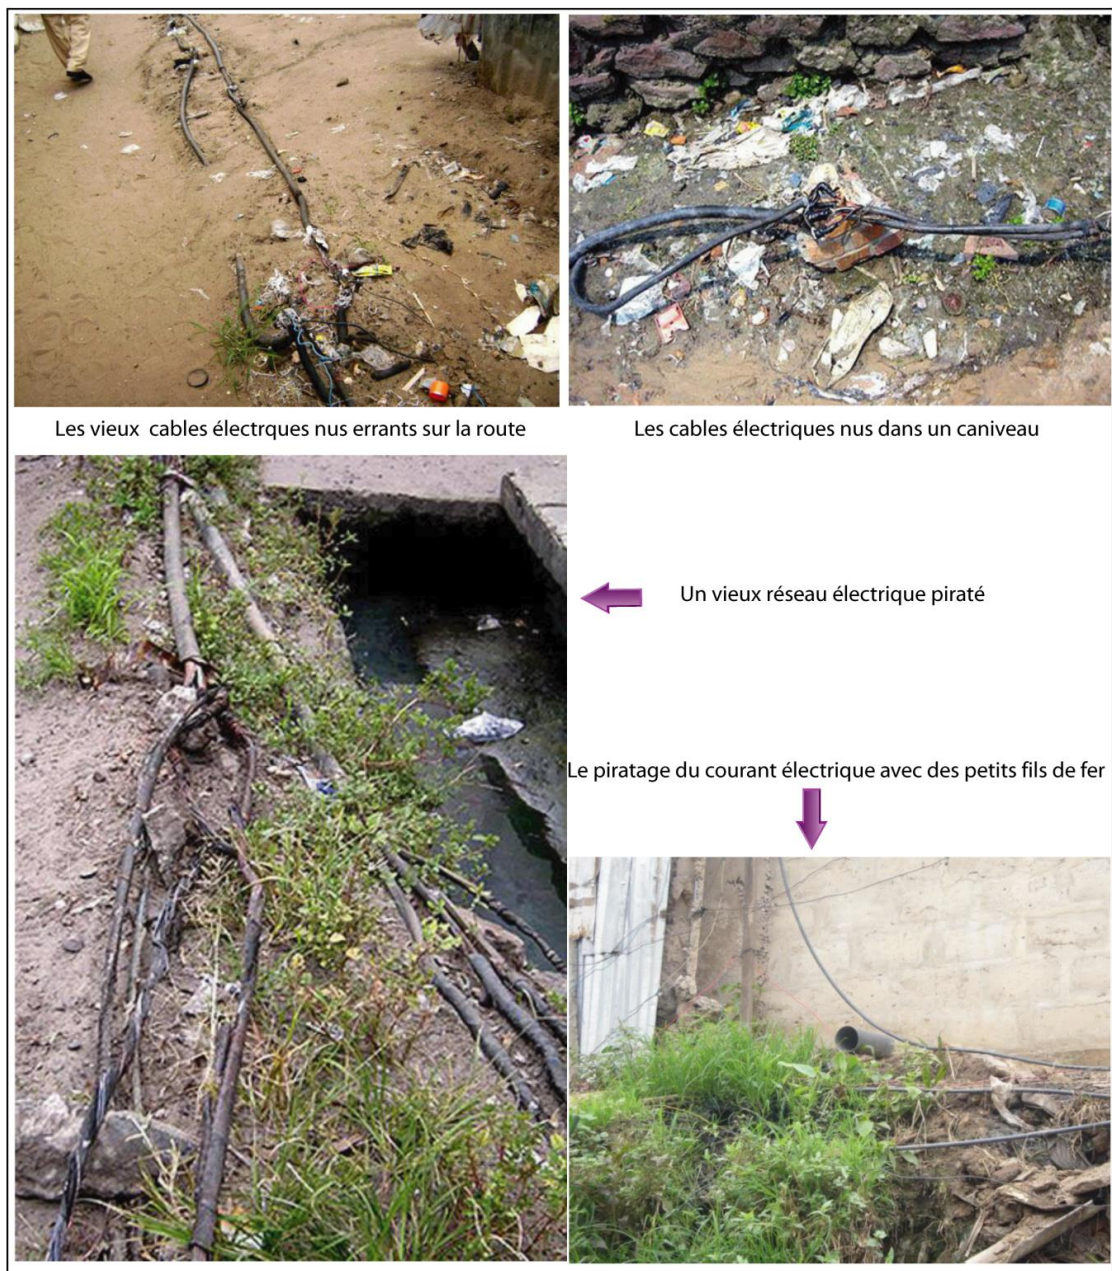 Les vieux cables électrques nus errants sur la route
Les cables électriques nus dans un caniveau
Un vieux réseau électrique piraté
Le piratage du courant électrique avec des petits fils de fer